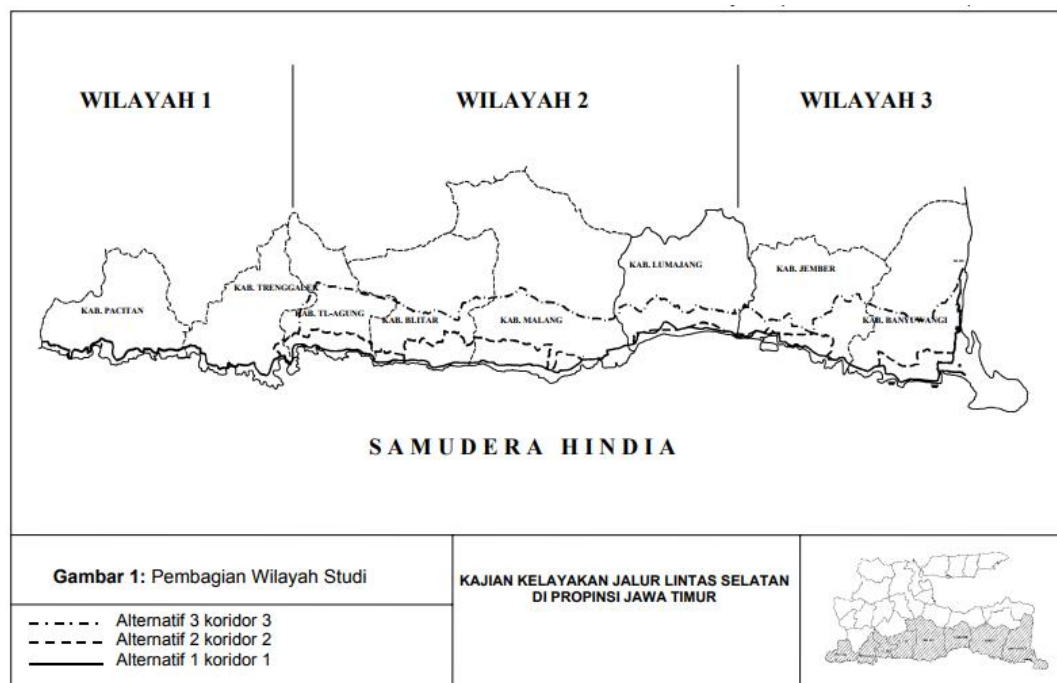 WILAYAH 1
WILAYAH 2
WILAYAH 3
KAB. LUMAJANG
KAB. JEMBER
KAB. TRENGGALEK
KAB. PACITAN
KAB. TL-AGUNG
KAB. BLITAR
KAB. MALANG
KAB. BANYUWANGI
SAMUDERA HINDIA
Gambar 1: Pembagian Wilayah Studi
Alternatif 3 koridor 3
Alternatif 2 koridor 2
Alternatif 1 koridor 1
KAJIAN KELAYAKAN JALUR LINTAS SELATAN
DI PROPINSI JAWA TIMUR